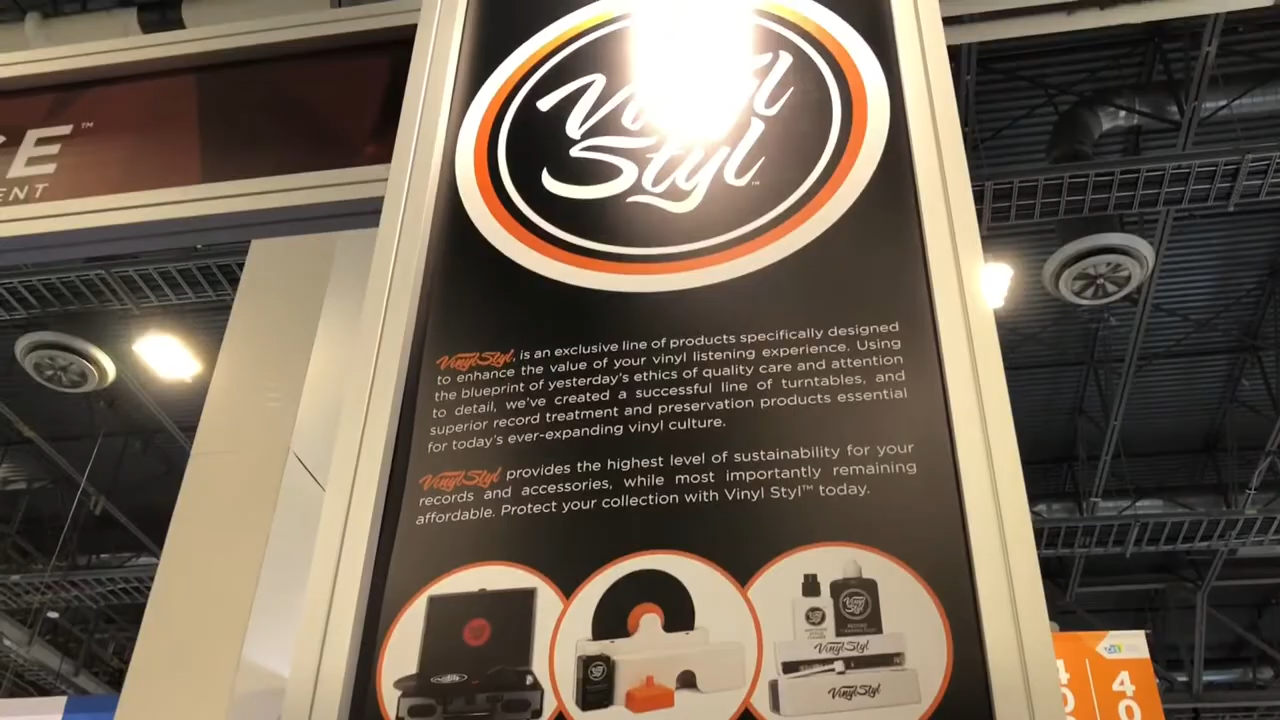 Vinyl
Styl™
CE™
ENT
Vinyl Styl, is an exclusive line of products specifically designed
to enhance the value of your vinyl listening experience. Using
the blueprint of yesterday's ethics of quality care and attention
to detail, we've created a successful line of turntables, and
superior record treatment and preservation products essential
for today's ever-expanding vinyl culture.
Vinyl Styl provides the highest level of sustainability for your
records and accessories, while most importantly remaining
affordable. Protect your collection with Vinyl Styl™ today.
Vinyl
Styl
Vinyl Styl
Vinyl Styl
40
40